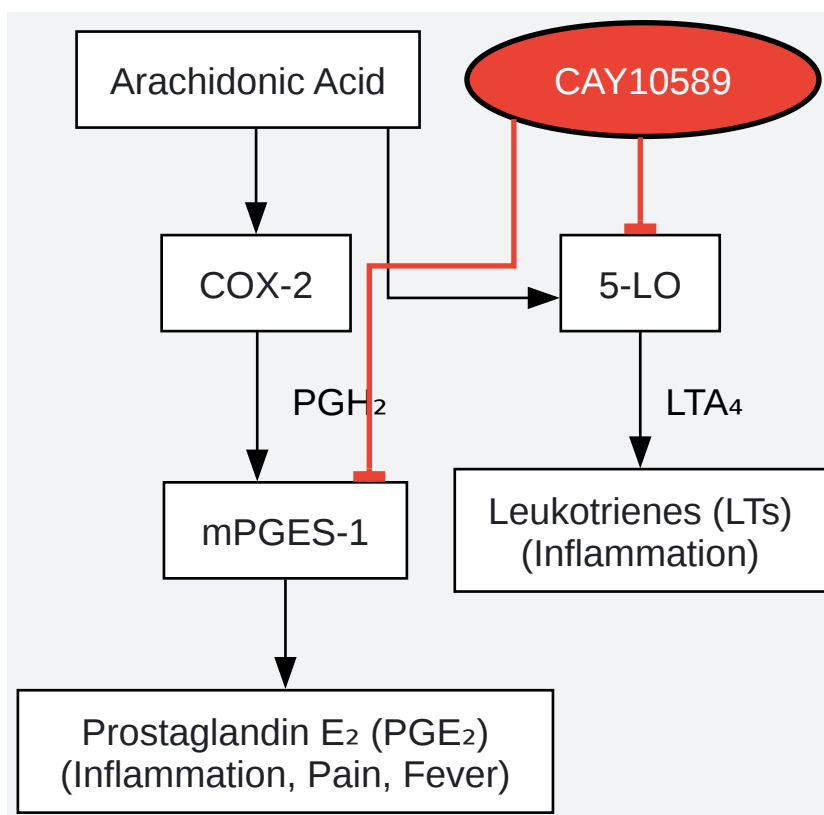 Arachidonic Acid
CAY10589
COX-2
5-LO
PGH₂
LTA₄
mPGES-1
Leukotrienes (LTs)
(Inflammation)
Prostaglandin E₂ (PGE₂)
(Inflammation, Pain, Fever)